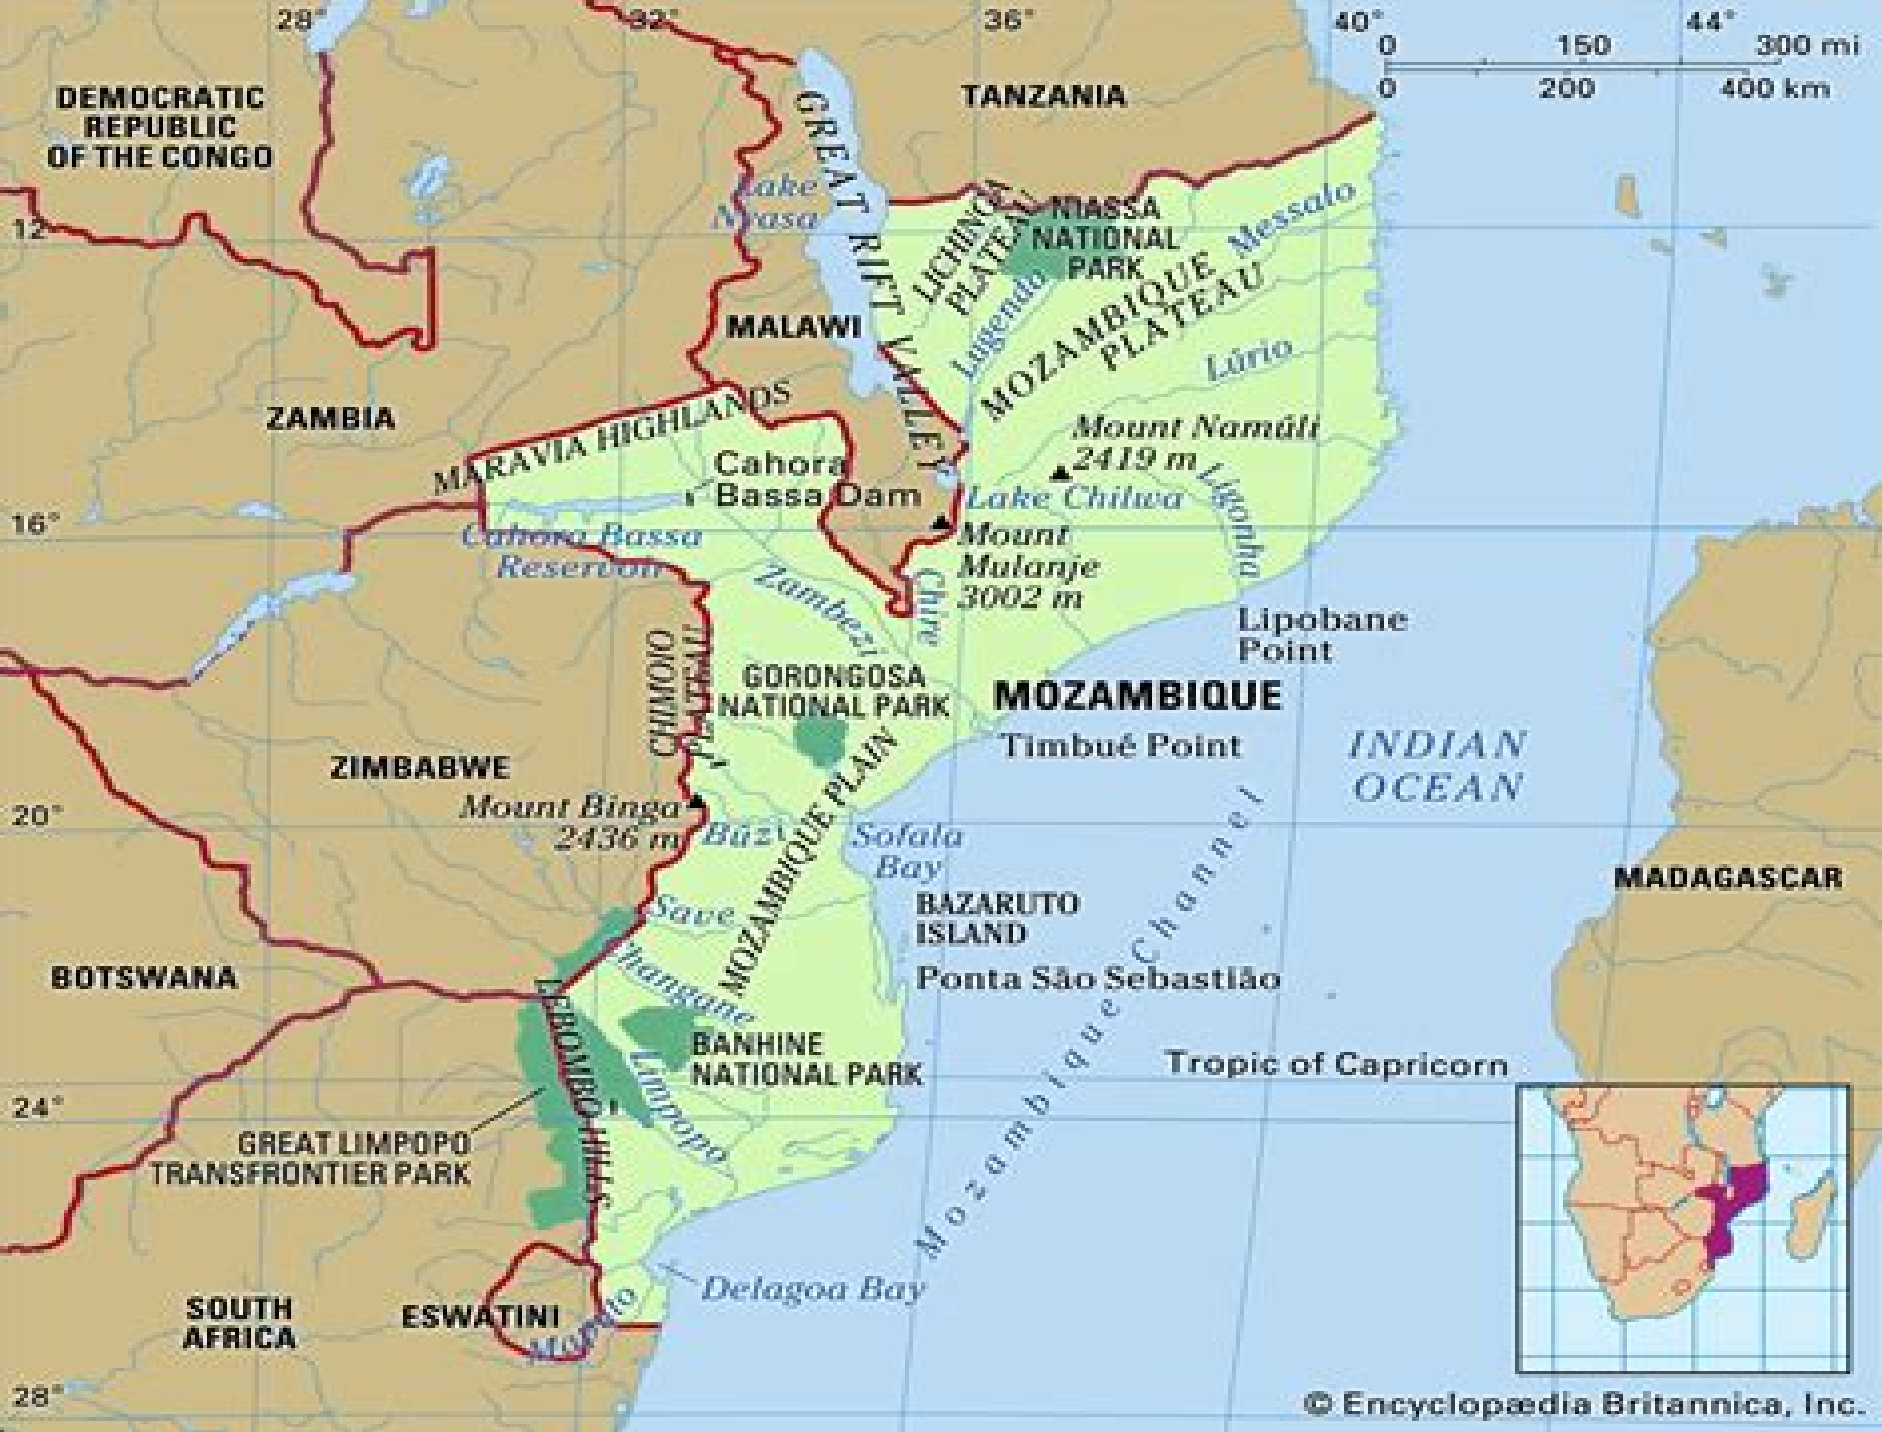 28°
32°
36°
40°
44°
0 150 300 mi
0 200 400 km
DEMOCRATIC
REPUBLIC
OF THE CONGO
TANZANIA
GREAT RIFT VALLEY
Lake
Nyasa
12°
LICHINGA
PLATEAU
NIASSA
NATIONAL
PARK
Messalo
Lugenda
MOZAMBIQUE
PLATEAU
MALAWI
Lúrio
ZAMBIA
MARAVIA HIGHLANDS
Mount Namúli
2419 m
Cahora
Bassa Dam
Lake Chilwa
Ligonha
16°
Cahora Bassa
Reservoir
Mount
Mulanje
3002 m
Zambezi
Chire
Lipobane
Point
CHIMOIO
PLATEAU
GORONGOSA
NATIONAL PARK
MOZAMBIQUE
Timbué Point
INDIAN
OCEAN
ZIMBABWE
Mount Binga
2436 m
20°
Búzi
MOZAMBIQUE PLAIN
Sofala
Bay
MADAGASCAR
Save
BAZARUTO
ISLAND
Mozambique Channel
BOTSWANA
Changane
Ponta São Sebastião
LEBOMBO HILLS
BANHINE
NATIONAL PARK
Limpopo
Tropic of Capricorn
24°
GREAT LIMPOPO
TRANSFRONTIER PARK
Delagoa Bay
SOUTH
AFRICA
ESWATINI
Maputo
28°
© Encyclopædia Britannica, Inc.